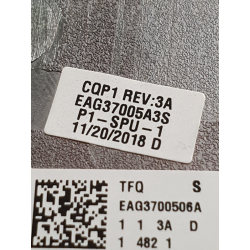 CQP1 REV:3A
EAG37005A3S
P1-SPU-1
11/20/2018 D
TFQ S
EAG3700506A
1 1 3A D
1 482 1